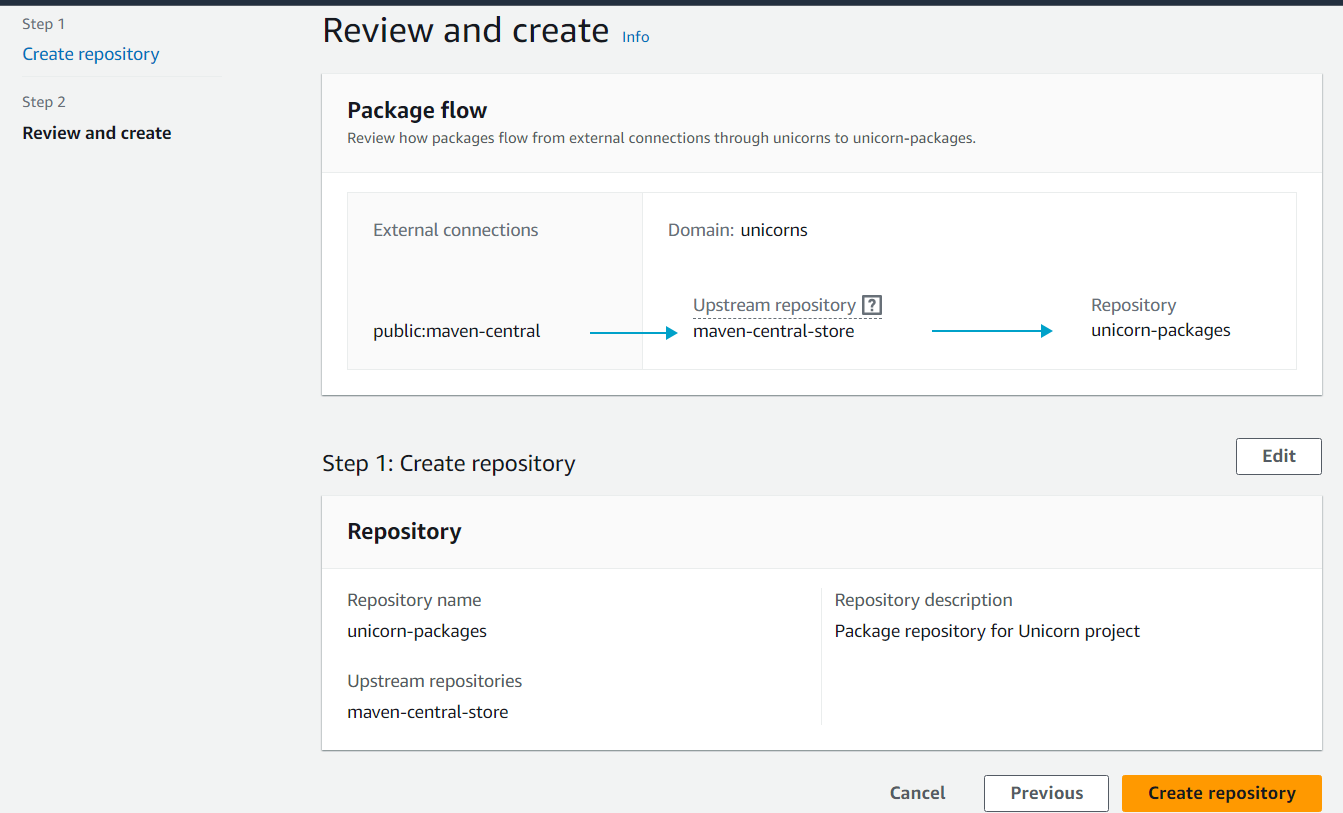 Step 1
Create repository
Step 2
Review and create
Review and create Info
Package flow
Review how packages flow from external connections through unicorns to unicorn-packages.
External connections
public:maven-central
Domain: unicorns
Upstream repository ?
maven-central-store
Repository
unicorn-packages
Step 1: Create repository
Edit
Repository
Repository name
unicorn-packages
Upstream repositories
maven-central-store
Repository description
Package repository for Unicorn project
Cancel
Previous
Create repository